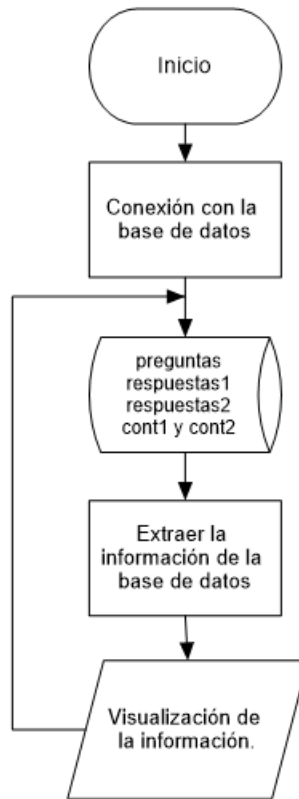 Inicio
Conexión con la
base de datos
preguntas
respuestas1
respuestas2
cont1 y cont2
Extraer la
información de la
base de datos
Visualización de
la información.